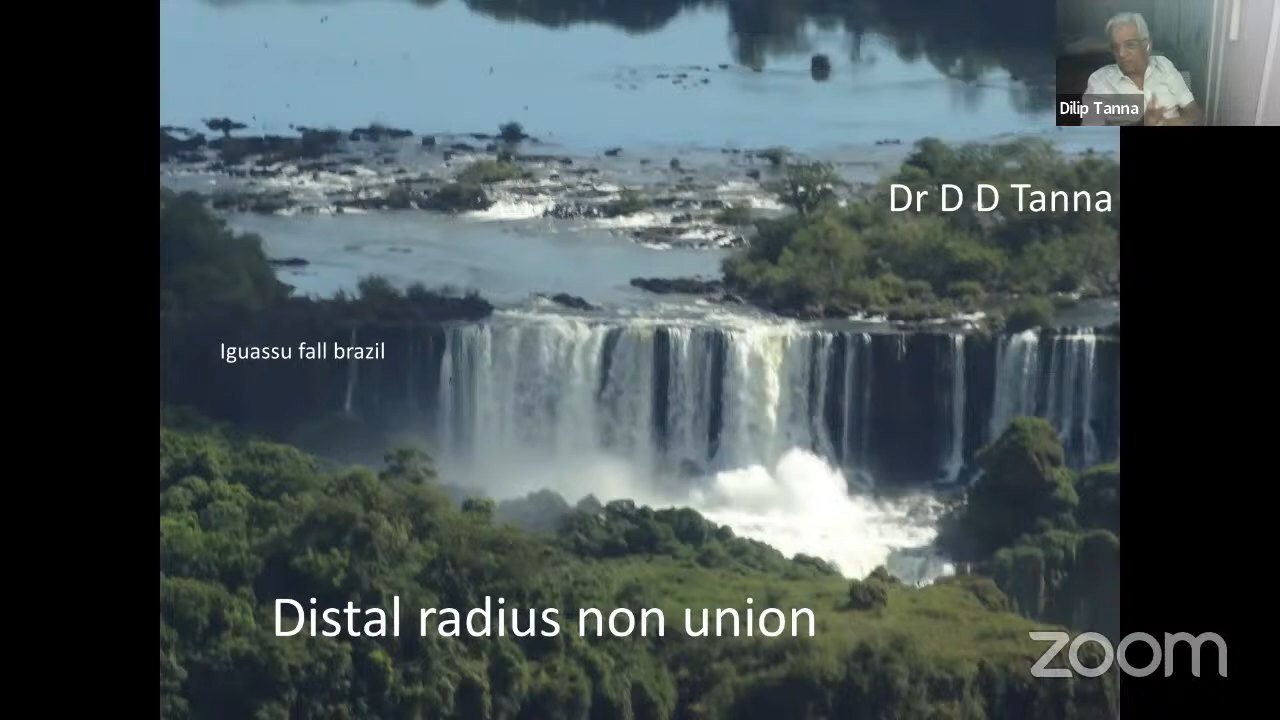 Dilip Tanna
Dr D D Tanna
Iguassu fall brazil
Distal radius non union
zoom